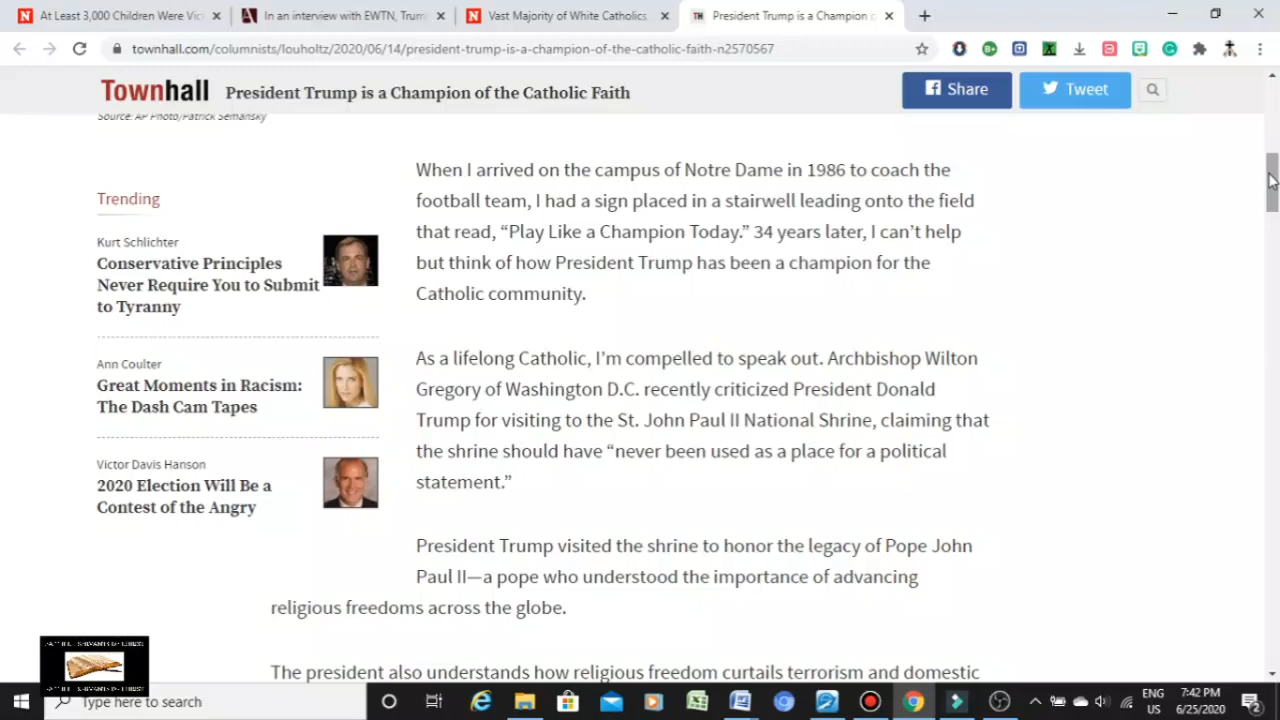 At Least 3,000 Children Were Vic
In an interview with EWTN, Trum
Vast Majority of White Catholics
TH
President Trump is a Champion o
townhall.com/columnists/louholtz/2020/06/14/president-trump-is-a-champion-of-the-catholic-faith-n2570567
Townhall
President Trump is a Champion of the Catholic Faith
Share
Tweet
Source: AP Photo/Patrick Semansky
Trending
Kurt Schlichter
Conservative Principles
Never Require You to Submit
to Tyranny
Ann Coulter
Great Moments in Racism:
The Dash Cam Tapes
Victor Davis Hanson
2020 Election Will Be a
Contest of the Angry
When I arrived on the campus of Notre Dame in 1986 to coach the
football team, I had a sign placed in a stairwell leading onto the field
that read, “Play Like a Champion Today.” 34 years later, I can’t help
but think of how President Trump has been a champion for the
Catholic community.
As a lifelong Catholic, I’m compelled to speak out. Archbishop Wilton
Gregory of Washington D.C. recently criticized President Donald
Trump for visiting to the St. John Paul II National Shrine, claiming that
the shrine should have “never been used as a place for a political
statement.”
President Trump visited the shrine to honor the legacy of Pope John
Paul II—a pope who understood the importance of advancing
religious freedoms across the globe.
The president also understands how religious freedom curtails terrorism and domestic
Type here to search
ENG
US
7:42 PM
6/25/2020
2